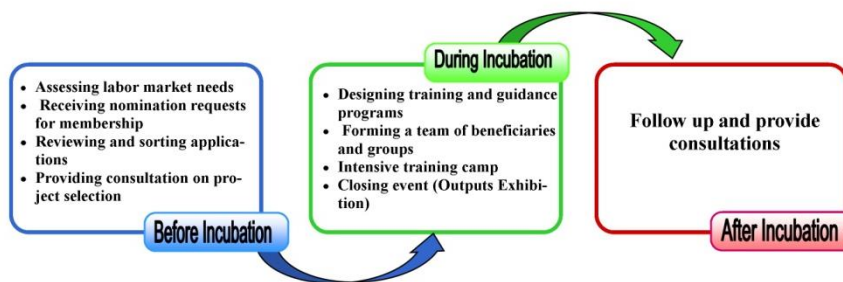 • Assessing labor market needs
• Receiving nomination requests
for membership
• Reviewing and sorting applica-
tions
• Providing consultation on pro-
ject selection
Before Incubation
During Incubation
• Designing training and guidance
programs
• Forming a team of beneficiaries
and groups
• Intensive training camp
• Closing event (Outputs Exhibi-
tion)
Follow up and provide
consultations
After Incubation